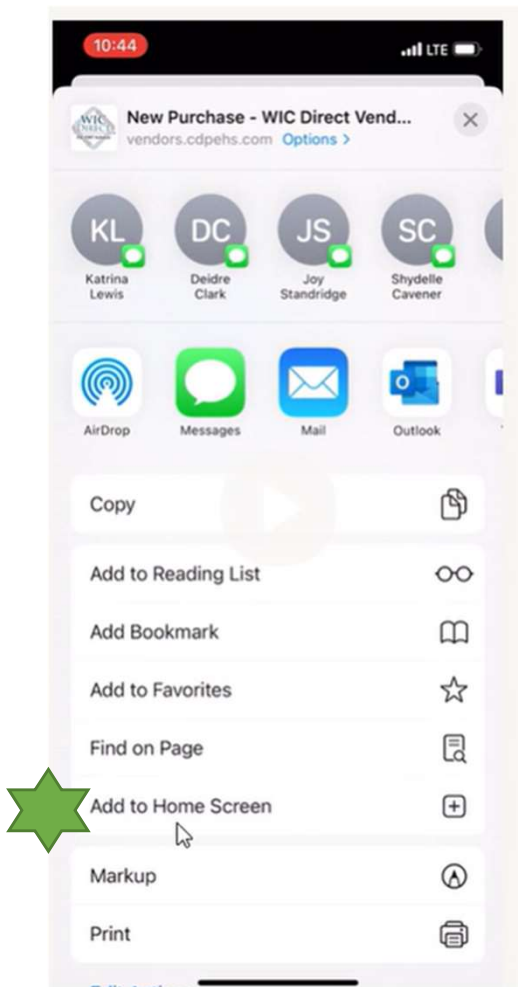 10:44
LTE
WIC
DIRECT
New Purchase - WIC Direct Vend...
vendors.cdpehs.com Options >
KL DC JS SC
Katrina Deidre Joy Shydelle
Lewis Clark Standridge Cavener
AirDrop Messages Mail Outlook
Copy
Add to Reading List
Add Bookmark
Add to Favorites
Find on Page
Add to Home Screen
Markup
Print